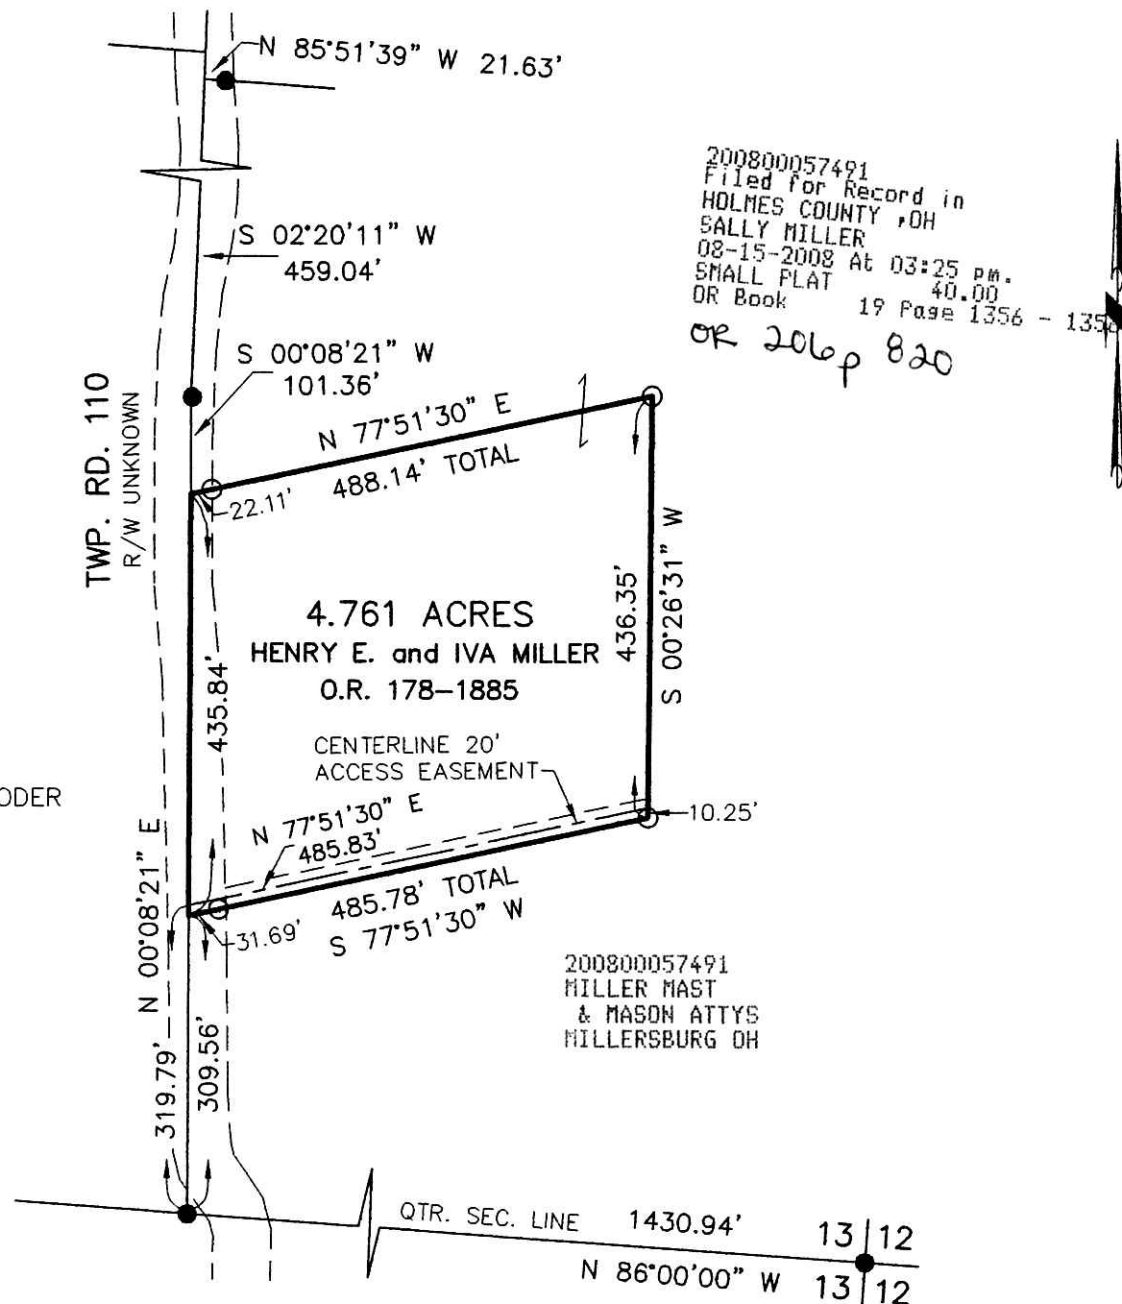 N 85°51'39" W 21.63'
200800057491
Filed for Record in
HOLMES COUNTY ,OH
SALLY MILLER
08-15-2008 At 03:25 pm.
SMALL PLAT 40.00
OR Book 19 Page 1356 -
OR 206p 820
S 02°20'11" W
459.04'
S 00°08'21" W
101.36'
TWP. RD. 110
R/W UNKNOWN
N 77°51'30" E
488.14' TOTAL
22.11'
436.35'
S 00°26'31" W
4.761 ACRES
HENRY E. and IVA MILLER
O.R. 178-1885
435.84'
CENTERLINE 20'
ACCESS EASEMENT
ODER
10.25'
N 77°51'30" E
485.83'
N 00°08'21" E
485.78' TOTAL
S 77°51'30" W
31.69'
200800057491
MILLER MAST
& MASON ATTYS
MILLERSBURG OH
319.79'
309.56'
QTR. SEC. LINE 1430.94'
13 12
N 86°00'00" W
13 12